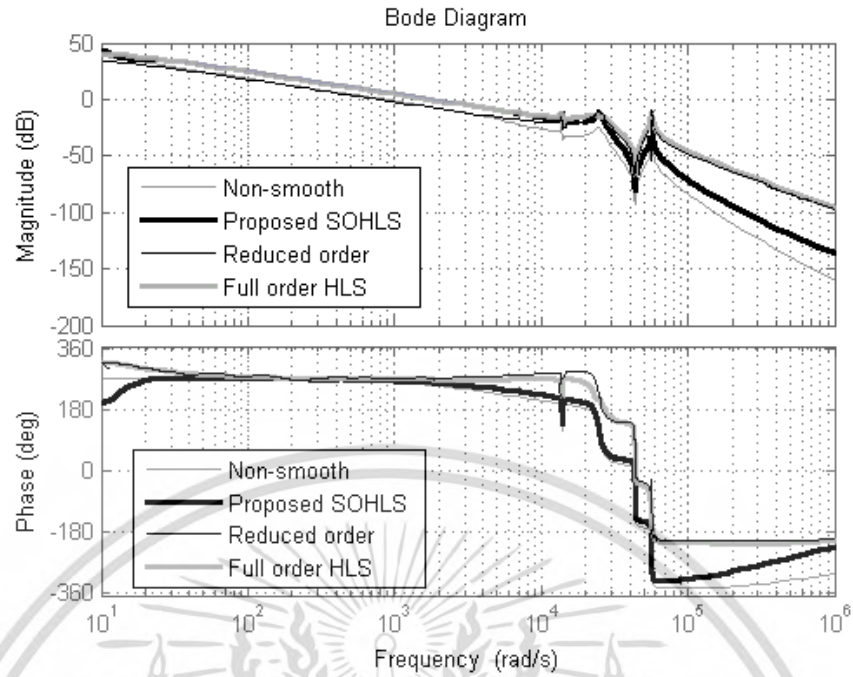 Bode Diagram
Magnitude (dB)
50
0
-50
-100
-150
-200
Non-smooth
Proposed SOHLS
Reduced order
Full order HLS
Phase (deg)
360
180
0
-180
-360
Non-smooth
Proposed SOHLS
Reduced order
Full order HLS
10^1 10^2 10^3 10^4 10^5 10^6
Frequency (rad/s)